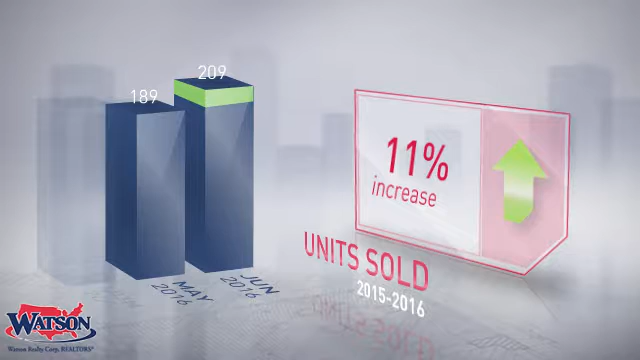 209
189
11%
increase
UNITS SOLD
2015-2016
MAY
2016
JUN
2016
WATSON
Watson Realty Corp. REALTORS®